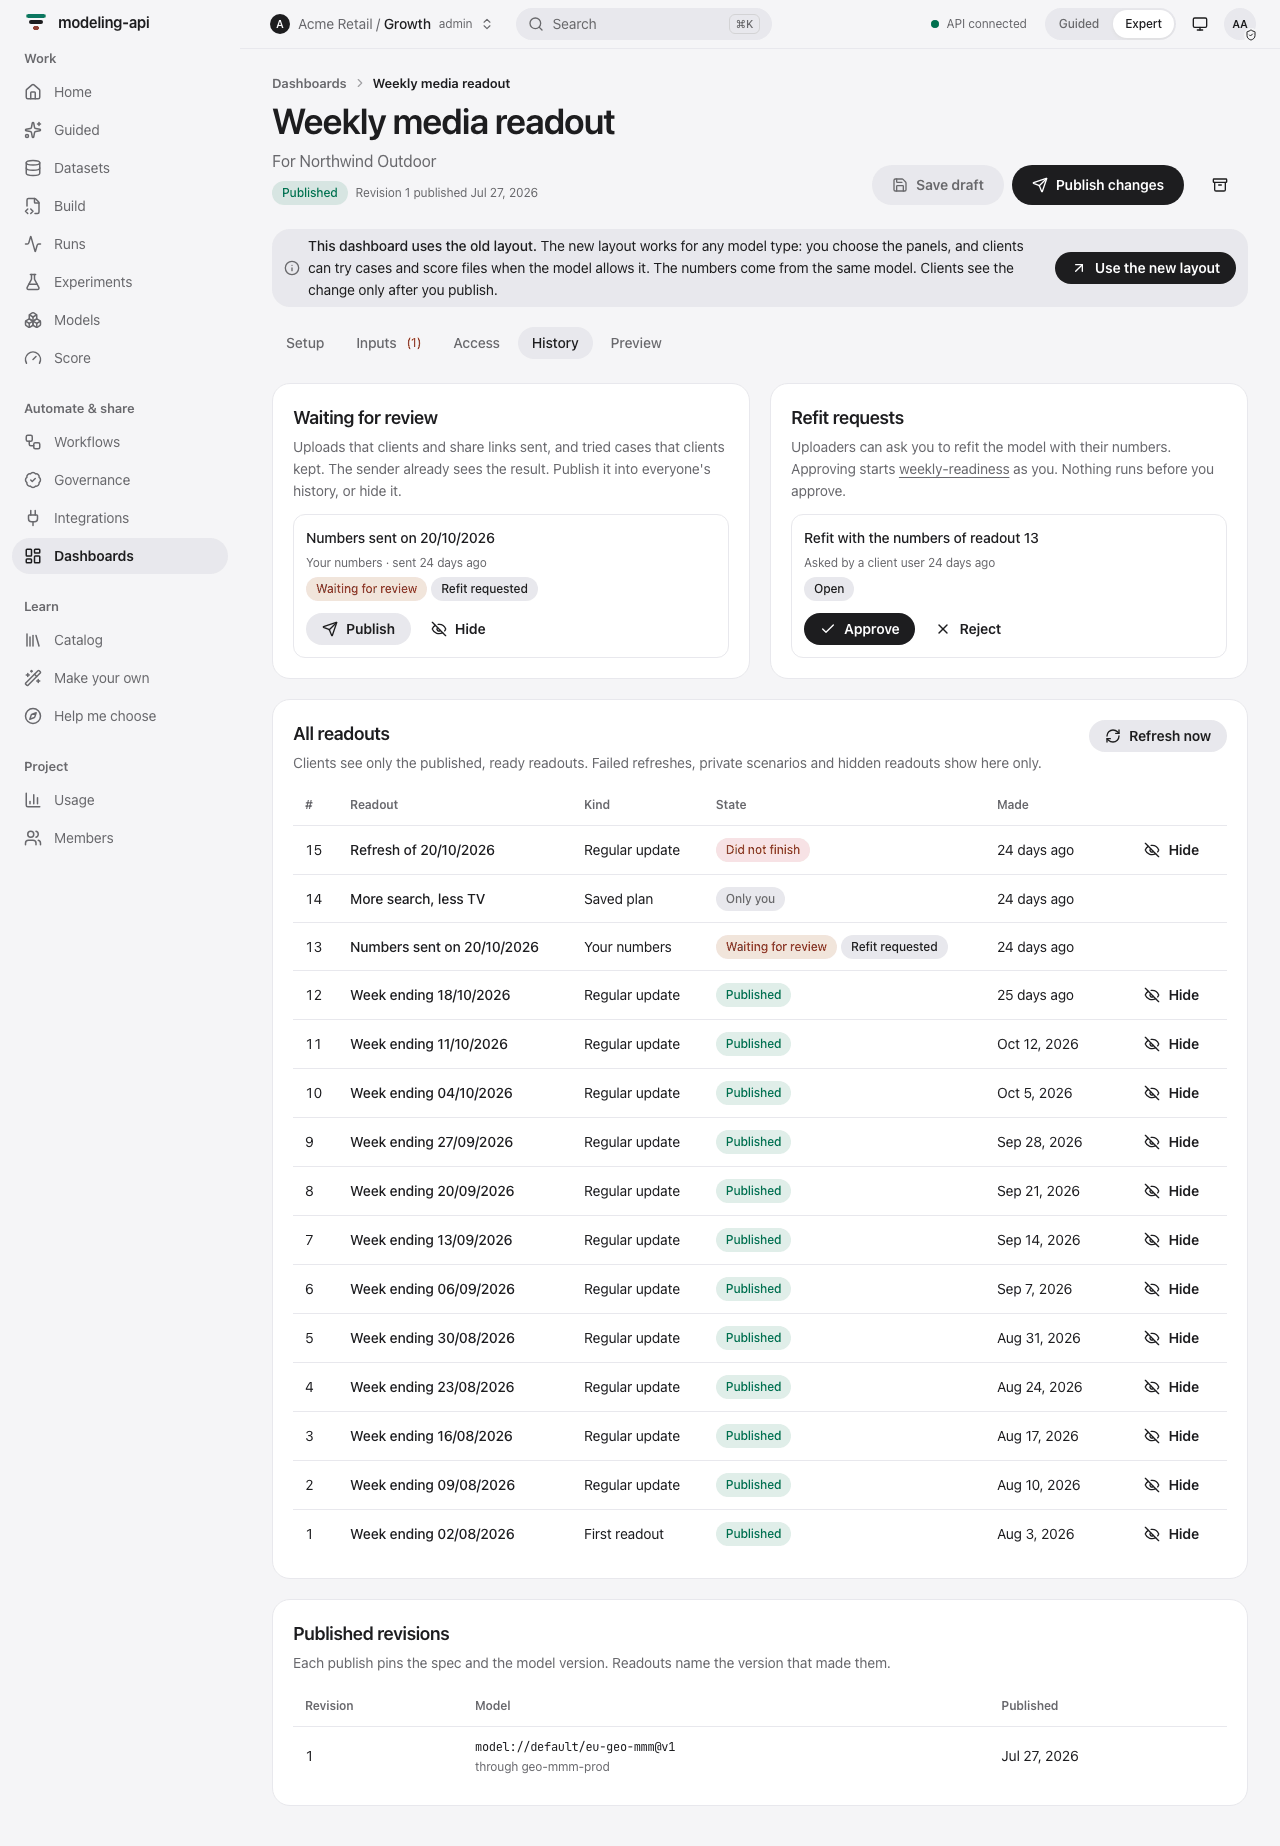 modeling-api
A Acme Retail / Growth admin
Search ⌘K
API connected
Guided Expert
AA
Work
Home
Guided
Datasets
Build
Runs
Experiments
Models
Score
Automate & share
Workflows
Governance
Integrations
Dashboards
Learn
Catalog
Make your own
Help me choose
Project
Usage
Members
Dashboards > Weekly media readout
Weekly media readout
For Northwind Outdoor
Published Revision 1 published Jul 27, 2026
Save draft
Publish changes
This dashboard uses the old layout. The new layout works for any model type: you choose the panels, and clients
can try cases and score files when the model allows it. The numbers come from the same model. Clients see the
change only after you publish.
Use the new layout
Setup Inputs (1) Access History Preview
Waiting for review
Uploads that clients and share links sent, and tried cases that clients
kept. The sender already sees the result. Publish it into everyone's
history, or hide it.
Numbers sent on 20/10/2026
Your numbers · sent 24 days ago
Waiting for review Refit requested
Publish Hide
Refit requests
Uploaders can ask you to refit the model with their numbers.
Approving starts weekly-readiness as you. Nothing runs before you
approve.
Refit with the numbers of readout 13
Asked by a client user 24 days ago
Open
Approve Reject
All readouts
Refresh now
Clients see only the published, ready readouts. Failed refreshes, private scenarios and hidden readouts show here only.
# Readout Kind State Made
15 Refresh of 20/10/2026 Regular update Did not finish 24 days ago Hide
14 More search, less TV Saved plan Only you 24 days ago
13 Numbers sent on 20/10/2026 Your numbers Waiting for review Refit requested 24 days ago
12 Week ending 18/10/2026 Regular update Published 25 days ago Hide
11 Week ending 11/10/2026 Regular update Published Oct 12, 2026 Hide
10 Week ending 04/10/2026 Regular update Published Oct 5, 2026 Hide
9 Week ending 27/09/2026 Regular update Published Sep 28, 2026 Hide
8 Week ending 20/09/2026 Regular update Published Sep 21, 2026 Hide
7 Week ending 13/09/2026 Regular update Published Sep 14, 2026 Hide
6 Week ending 06/09/2026 Regular update Published Sep 7, 2026 Hide
5 Week ending 30/08/2026 Regular update Published Aug 31, 2026 Hide
4 Week ending 23/08/2026 Regular update Published Aug 24, 2026 Hide
3 Week ending 16/08/2026 Regular update Published Aug 17, 2026 Hide
2 Week ending 09/08/2026 Regular update Published Aug 10, 2026 Hide
1 Week ending 02/08/2026 First readout Published Aug 3, 2026 Hide
Published revisions
Each publish pins the spec and the model version. Readouts name the version that made them.
Revision Model Published
1 model://default/eu-geo-mmm@v1 Jul 27, 2026
through geo-mmm-prod